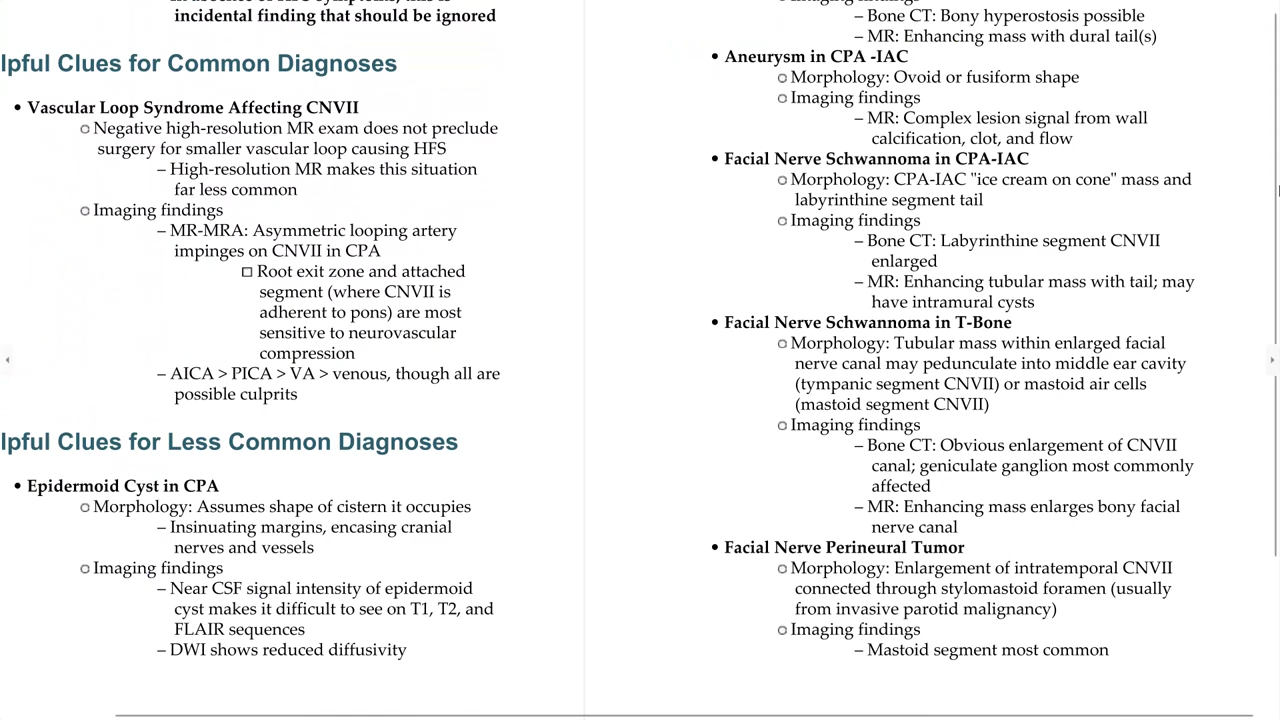 incidental finding that should be ignored
lpful Clues for Common Diagnoses
• Vascular Loop Syndrome Affecting CNVII
○ Negative high-resolution MR exam does not preclude
surgery for smaller vascular loop causing HFS
– High-resolution MR makes this situation
far less common
○ Imaging findings
– MR-MRA: Asymmetric looping artery
impinges on CNVII in CPA
□ Root exit zone and attached
segment (where CNVII is
adherent to pons) are most
sensitive to neurovascular
compression
– AICA > PICA > VA > venous, though all are
possible culprits
lpful Clues for Less Common Diagnoses
• Epidermoid Cyst in CPA
○ Morphology: Assumes shape of cistern it occupies
– Insinuating margins, encasing cranial
nerves and vessels
○ Imaging findings
– Near CSF signal intensity of epidermoid
cyst makes it difficult to see on T1, T2, and
FLAIR sequences
– DWI shows reduced diffusivity
– Bone CT: Bony hyperostosis possible
– MR: Enhancing mass with dural tail(s)
• Aneurysm in CPA -IAC
○ Morphology: Ovoid or fusiform shape
○ Imaging findings
– MR: Complex lesion signal from wall
calcification, clot, and flow
• Facial Nerve Schwannoma in CPA-IAC
○ Morphology: CPA-IAC "ice cream on cone" mass and
labyrinthine segment tail
○ Imaging findings
– Bone CT: Labyrinthine segment CNVII
enlarged
– MR: Enhancing tubular mass with tail; may
have intramural cysts
• Facial Nerve Schwannoma in T-Bone
○ Morphology: Tubular mass within enlarged facial
nerve canal may pedunculate into middle ear cavity
(tympanic segment CNVII) or mastoid air cells
(mastoid segment CNVII)
○ Imaging findings
– Bone CT: Obvious enlargement of CNVII
canal; geniculate ganglion most commonly
affected
– MR: Enhancing mass enlarges bony facial
nerve canal
• Facial Nerve Perineural Tumor
○ Morphology: Enlargement of intratemporal CNVII
connected through stylomastoid foramen (usually
from invasive parotid malignancy)
○ Imaging findings
– Mastoid segment most common